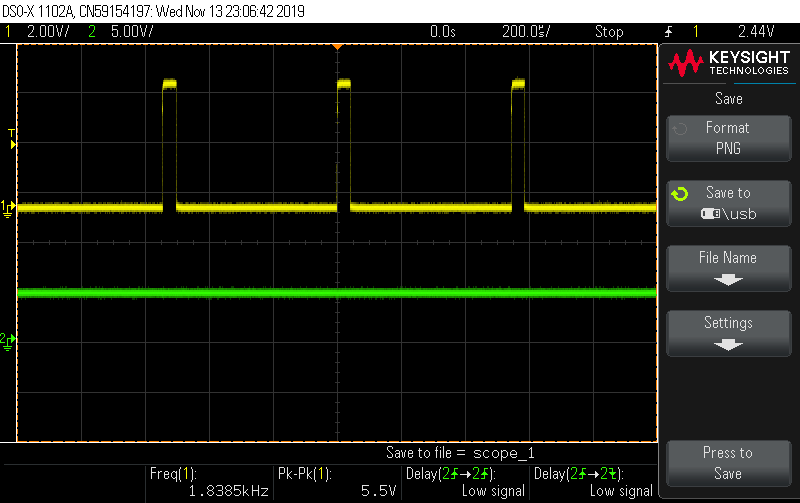 DSO-X 1102A, CN59154197: Wed Nov 13 23:06:42 2019
1 2.00V/ 2 5.00V/ 0.0s 200.0µs/ Stop 1 2.44V
KEYSIGHT
TECHNOLOGIES
Save
Format
PNG
Save to
\usb
File Name
Settings
Press to
Save
T
1
2
Save to file = scope_1
Freq(1): Pk-Pk(1): Delay(2→2): Delay(2→2):
1.8385kHz 5.5V Low signal Low signal